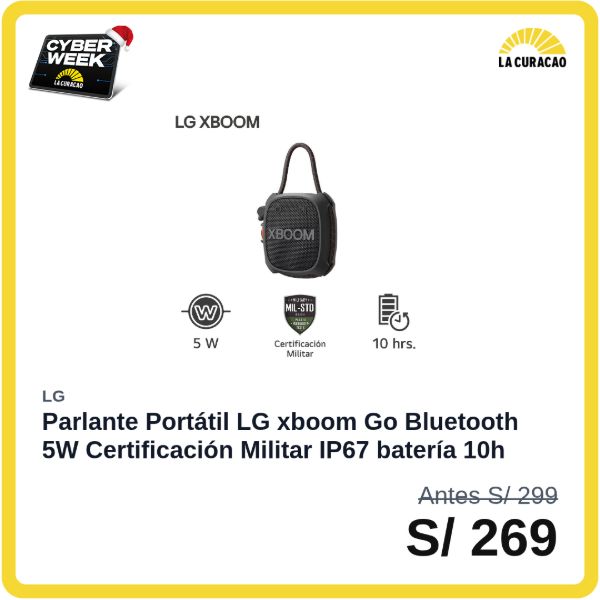 CYBER
WEEK
LA CURACAO
LA CURACAO
LG XBOOM
XBOOM
W
MIL-STD
5 W
Certificación
Militar
10 hrs.
LG
Parlante Portátil LG xboom Go Bluetooth
5W Certificación Militar IP67 batería 10h
Antes S/ 299
S/ 269